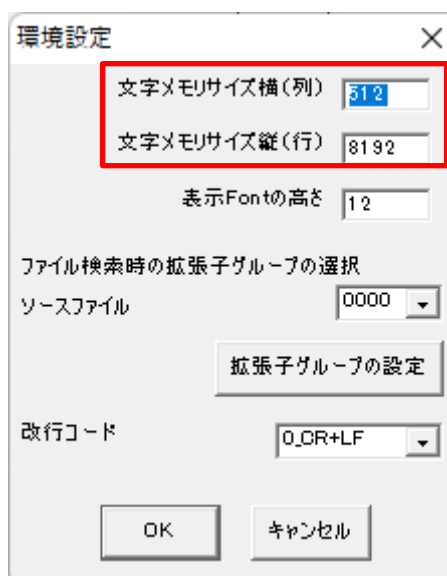 環境設定
文字メモリサイズ横(列) 512
文字メモリサイズ縦(行) 8192
表示Fontの高さ 12
ファイル検索時の拡張子グループの選択
ソースファイル 0000
拡張子グループの設定
改行コード 0_CR+LF
OK キャンセル